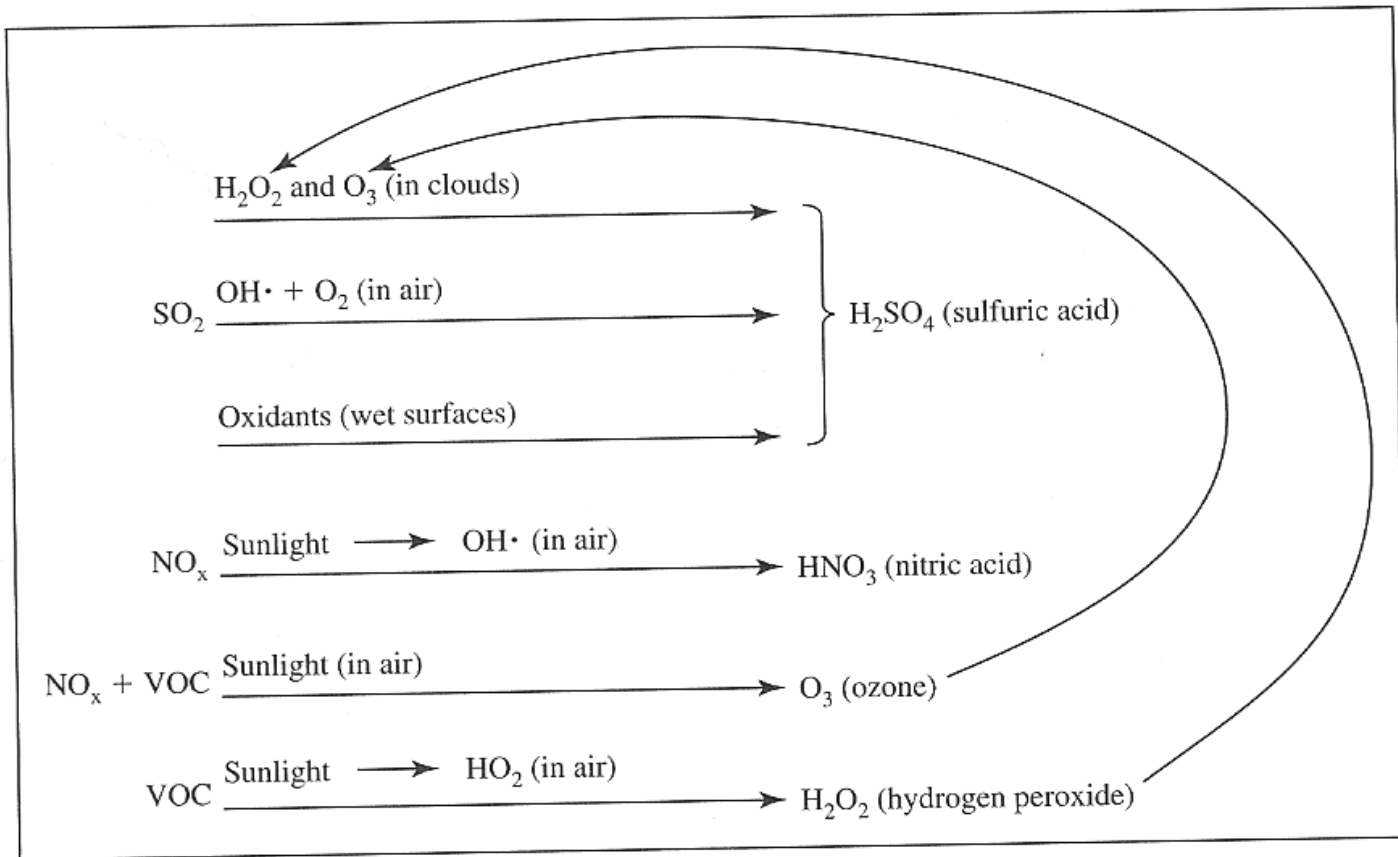 H₂O₂ and O₃ (in clouds)
OH· + O₂ (in air)
SO₂
H₂SO₄ (sulfuric acid)
Oxidants (wet surfaces)
Sunlight → OH· (in air)
NOₓ
HNO₃ (nitric acid)
Sunlight (in air)
NOₓ + VOC
O₃ (ozone)
Sunlight → HO₂ (in air)
VOC
H₂O₂ (hydrogen peroxide)